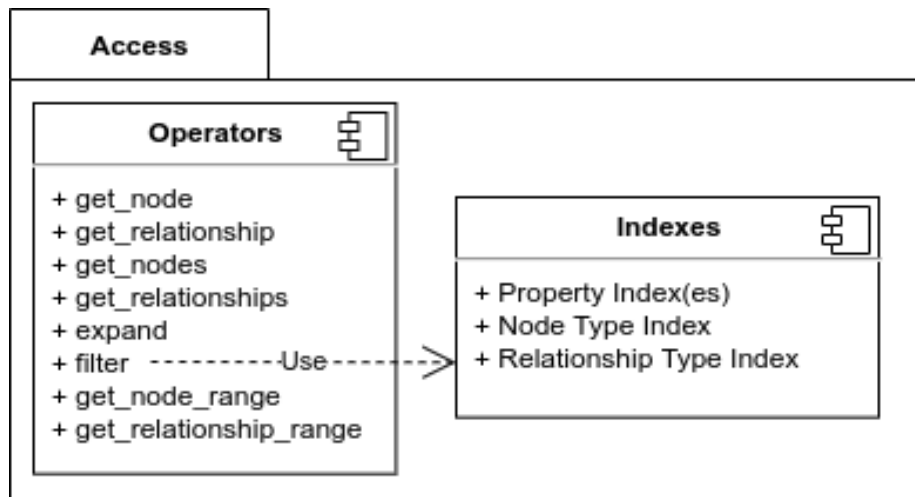 Access
Operators
+ get_node
+ get_relationship
+ get_nodes
+ get_relationships
+ expand
+ filter
Use
+ get_node_range
+ get_relationship_range
Indexes
+ Property Index(es)
+ Node Type Index
+ Relationship Type Index